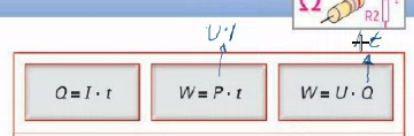 Ω R2
U·I
I·t
Q = I · t W = P · t W = U · Q